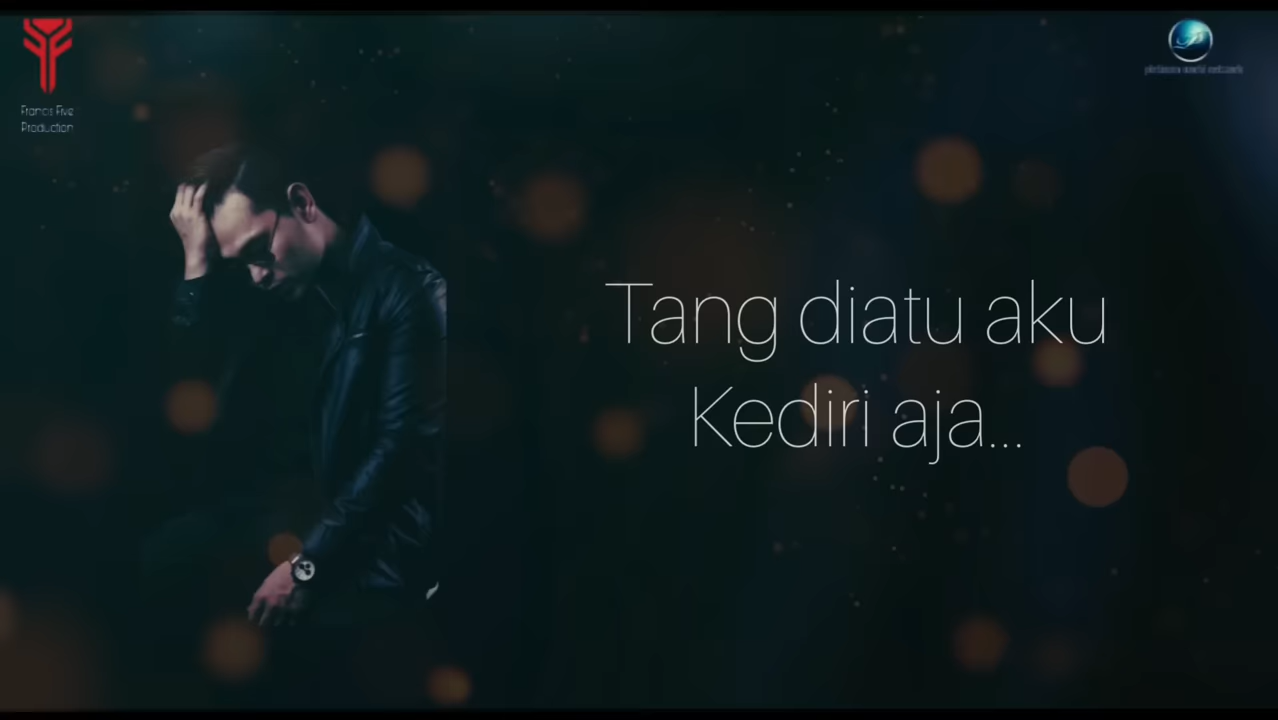 Francis Five
Production
Tang diatu aku
Kediri aja...